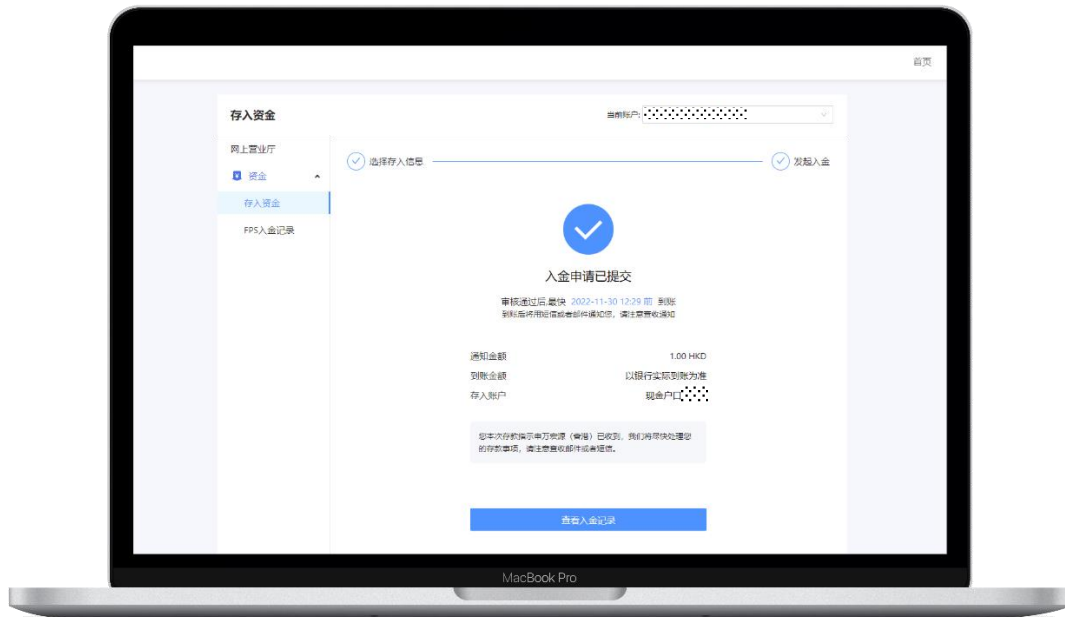 首页
存入资金
当前账户:
网上营业厅
选择存入信息
发起入金
资金
存入资金
FPS入金记录
入金申请已提交
审核通过后,最快 2022-11-30 12:29 前 到账
到账后将用短信或者邮件通知您，请注意查收通知
通知金额 1.00 HKD
到账金额 以银行实际到账为准
存入账户 现金户口
您本次存款指示申万宏源（香港）已收到，我们将尽快处理您
的存款事项，请注意查收邮件或者短信。
查看入金记录
MacBook Pro